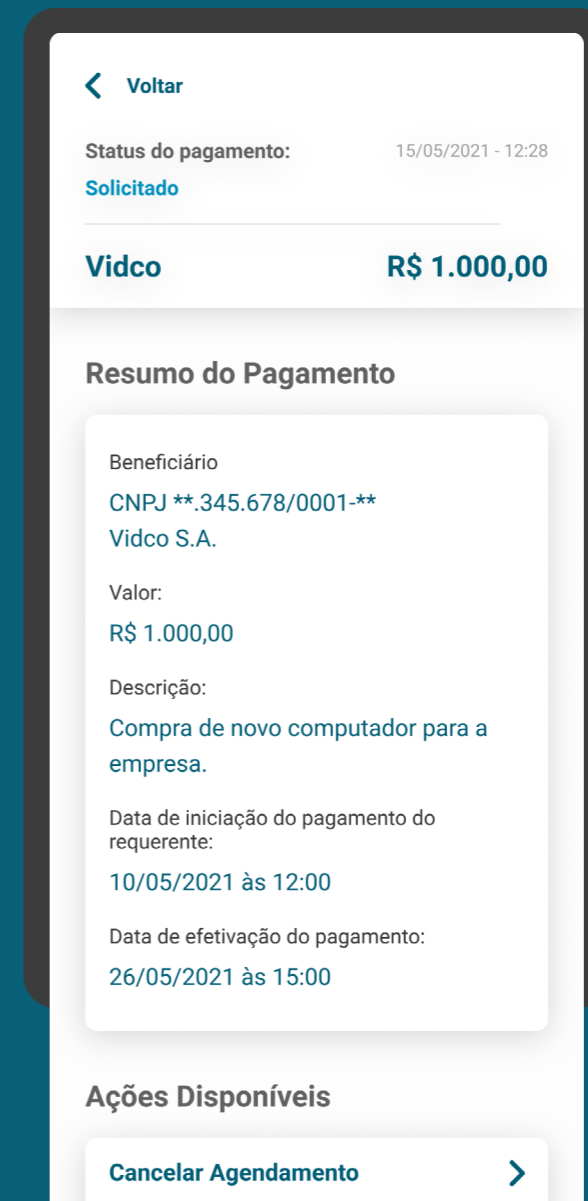 Voltar
Status do pagamento: 15/05/2021 - 12:28
Solicitado
Vidco R$ 1.000,00
Resumo do Pagamento
Beneficiário
CNPJ **.345.678/0001-**
Vidco S.A.
Valor:
R$ 1.000,00
Descrição:
Compra de novo computador para a
empresa.
Data de iniciação do pagamento do
requerente:
10/05/2021 às 12:00
Data de efetivação do pagamento:
26/05/2021 às 15:00
Ações Disponíveis
Cancelar Agendamento